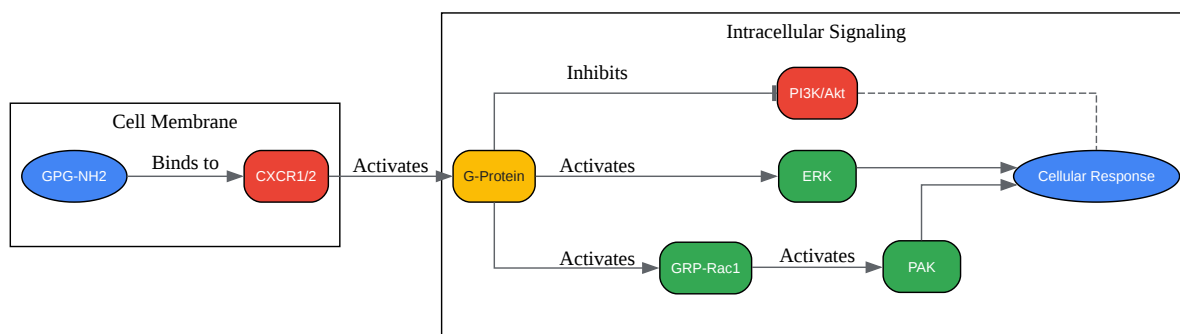 Intracellular Signaling
Inhibits
PI3K/Akt
Cell Membrane
GPG-NH2
Binds to
CXCR1/2
Activates
G-Protein
Activates
ERK
Cellular Response
Activates
GRP-Rac1
Activates
PAK